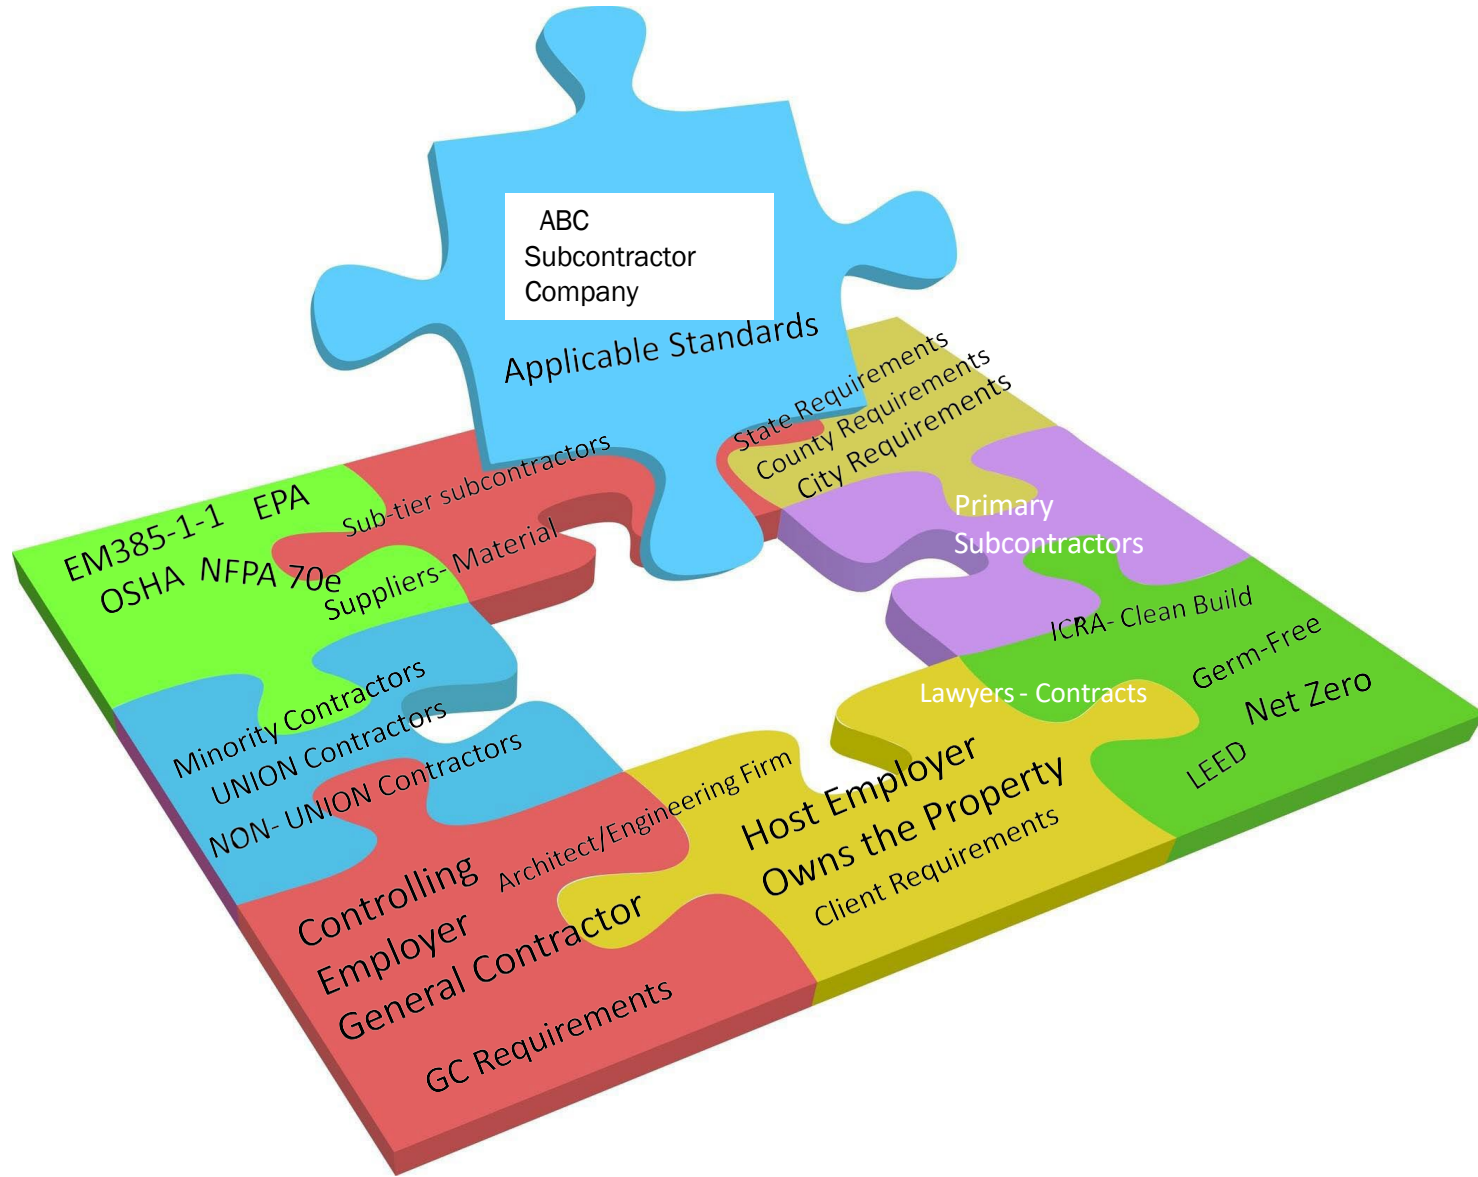 ABC
Subcontractor
Company
Applicable Standards
State Requirements
County Requirements
City Requirements
Sub-tier subcontractors
Suppliers- Material
EM385-1-1 EPA
OSHA NFPA 70e
Primary
Subcontractors
ICRA- Clean Build
Germ-Free
Net Zero
LEED
Lawyers - Contracts
Minority Contractors
UNION Contractors
NON- UNION Contractors
Architect/Engineering Firm
Host Employer
Owns the Property
Client Requirements
Controlling
Employer
General Contractor
GC Requirements